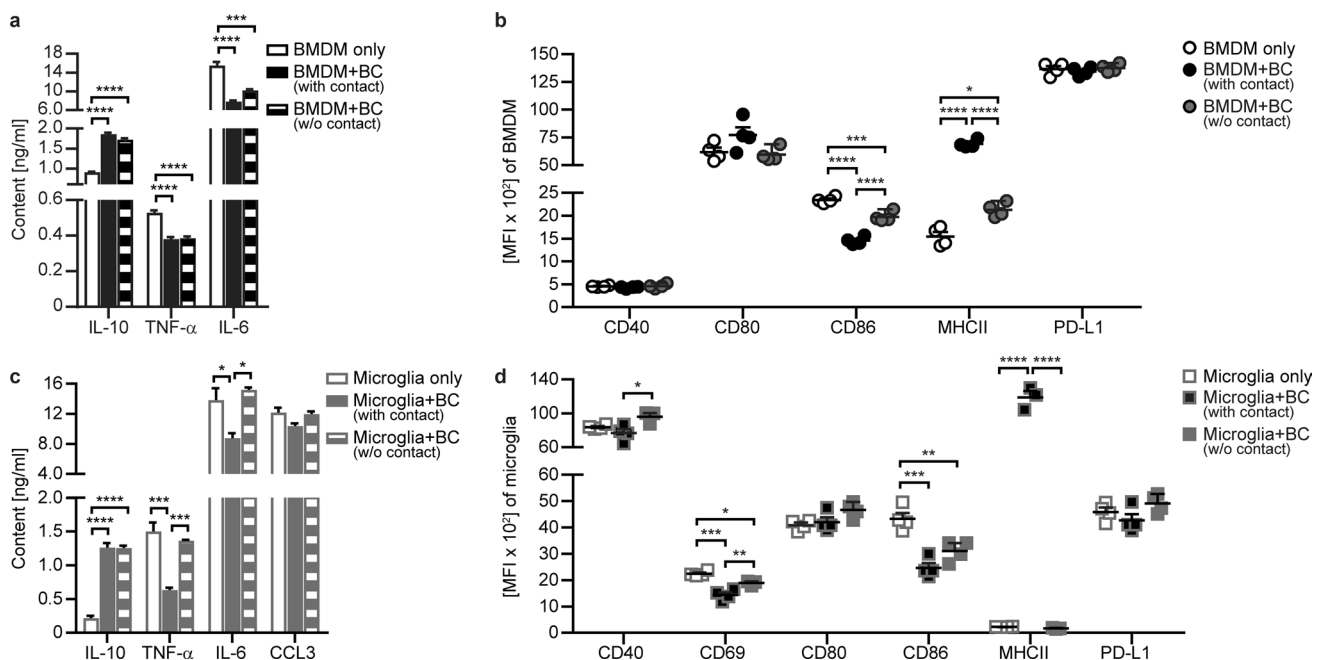 a
Content [ng/ml]
18
14
10
6.0
2.0
1.5
1.0
0.6
0.4
0.2
0
****
****
****
****
***
****
IL-10 TNF-α IL-6
BMDM only
BMDM+BC
(with contact)
BMDM+BC
(w/o contact)
b
[MFI x 10²] of BMDM
150
125
100
75
50
25
20
15
10
5
0
***
****
****
*
**** ****
CD40 CD80 CD86 MHCII PD-L1
BMDM only
BMDM+BC
(with contact)
BMDM+BC
(w/o contact)
c
Content [ng/ml]
16
12
8.0
4.0
2.0
1.5
1.0
0.5
0
****
****
***
***
* *
IL-10 TNF-α IL-6 CCL3
Microglia only
Microglia+BC
(with contact)
Microglia+BC
(w/o contact)
d
[MFI x 10²] of microglia
140
100
60
50
40
30
20
10
0
*
*
***
**
**
***
**** ****
CD40 CD69 CD80 CD86 MHCII PD-L1
Microglia only
Microglia+BC
(with contact)
Microglia+BC
(w/o contact)